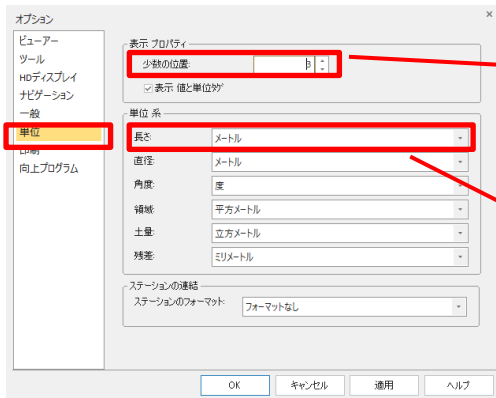 オプション
×
ビューアー
ツール
HDディスプレイ
ナビゲーション
一般
単位
印刷
向上プログラム
表示 プロパティ
少数の位置: 3
表示 値と単位タグ
単位 系
長さ: メートル
直径: メートル
角度: 度
領域: 平方メートル
土量: 立方メートル
残差: ミリメートル
ステーションの連結
ステーションのフォーマット: フォーマットなし
OK キャンセル 適用 ヘルプ